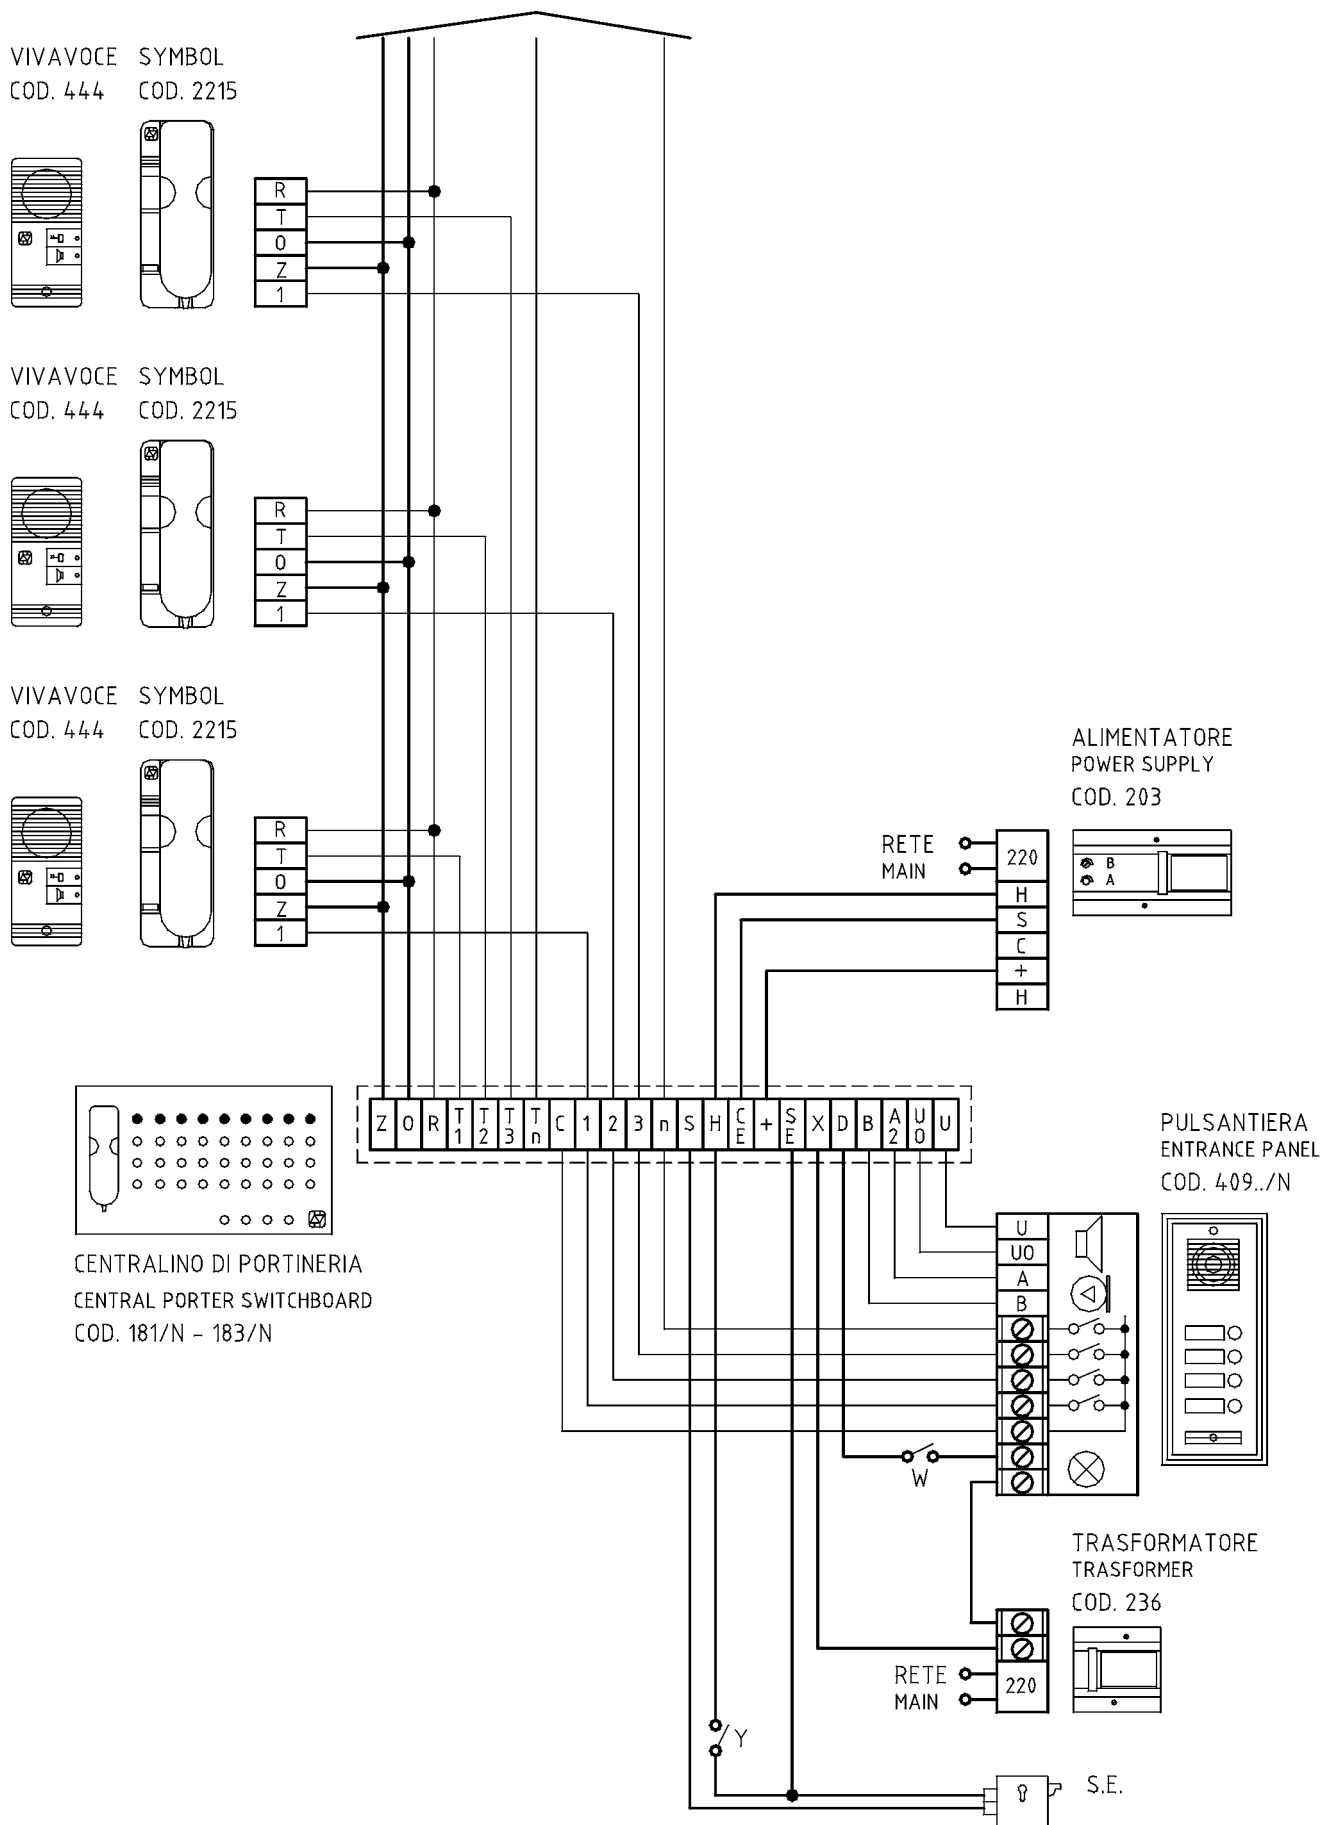 VIVAVOCE SYMBOL
COD. 444 COD. 2215
R
T
0
Z
1
VIVAVOCE SYMBOL
COD. 444 COD. 2215
R
T
0
Z
1
VIVAVOCE SYMBOL
COD. 444 COD. 2215
R
T
0
Z
1
ALIMENTATORE
POWER SUPPLY
COD. 203
RETE
MAIN
220
H
S
C
+
H
B
A
Z 0 R T1 T2 T3 Tn C 1 2 3 n S H CE + SE X D B A2 U0 U
CENTRALINO DI PORTINERIA
CENTRAL PORTER SWITCHBOARD
COD. 181/N - 183/N
PULSANTIERA
ENTRANCE PANEL
COD. 409../N
U
U0
A
B
W
TRASFORMATORE
TRASFORMER
COD. 236
RETE
MAIN
220
Y
S.E.